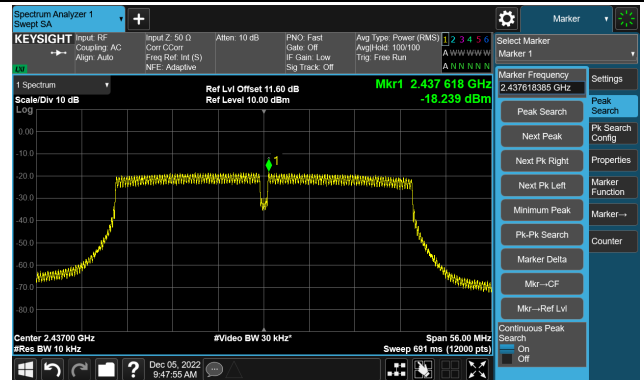 Spectrum Analyzer 1
Swept SA
Marker
KEYSIGHT
Input: RF
Coupling: AC
Align: Auto
Input Z: 50 Ω
Corr CCorr
Freq Ref: Int (S)
NFE: Adaptive
Atten: 10 dB
PNO: Fast
Gate: Off
IF Gain: Low
Sig Track: Off
Avg Type: Power (RMS)
Avg|Hold: 100/100
Trig: Free Run
1 2 3 4 5 6
A W W W W W
A N N N N N
LXI
Select Marker
Marker 1
1 Spectrum
Scale/Div 10 dB
Ref Lvl Offset 11.60 dB
Ref Level 10.00 dBm
Mkr1 2.437 618 GHz
-18.239 dBm
Log
0.00
-10.0
-20.0
-30.0
-40.0
-50.0
-60.0
-70.0
-80.0
1
Center 2.43700 GHz
#Res BW 10 kHz
#Video BW 30 kHz*
Span 56.00 MHz
Sweep 691 ms (12000 pts)
Marker Frequency
2.437618385 GHz
Peak Search
Next Peak
Next Pk Right
Next Pk Left
Minimum Peak
Pk-Pk Search
Marker Delta
Mkr→CF
Mkr→Ref Lvl
Continuous Peak
Search
On
Off
Settings
Peak
Search
Pk Search
Config
Properties
Marker
Function
Marker→
Counter
?
Dec 05, 2022
9:47:55 AM